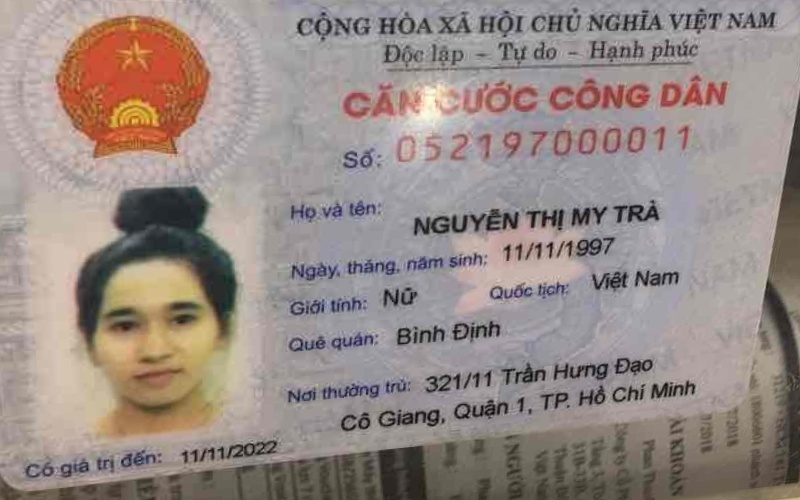 CỘNG HÒA XÃ HỘI CHỦ NGHĨA VIỆT NAM
Độc lập - Tự do - Hạnh phúc
CĂN CƯỚC CÔNG DÂN
Số: 052197000011
Họ và tên: NGUYỄN THỊ MY TRÀ
Ngày, tháng, năm sinh: 11/11/1997
Giới tính: Nữ Quốc tịch: Việt Nam
Quê quán: Bình Định
Nơi thường trú: 321/11 Trần Hưng Đạo
Cô Giang, Quận 1, TP. Hồ Chí Minh
Có giá trị đến: 11/11/2022